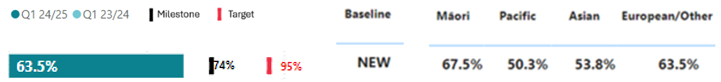 Q1 24/25 Q1 23/24 Milestone Target Baseline Māori Pacific Asian European/Other
63.5% 74% 95% NEW 67.5% 50.3% 53.8% 63.5%